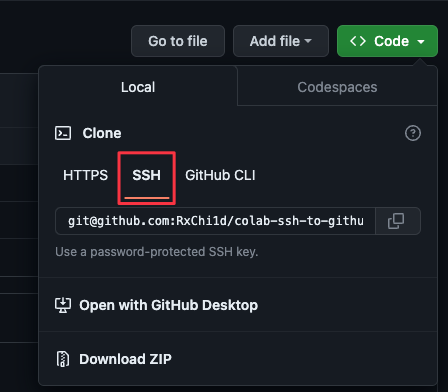 Go to file Add file Code
Local Codespaces
Clone
HTTPS SSH GitHub CLI
git@github.com:RxChi1d/colab-ssh-to-githu
Use a password-protected SSH key.
Open with GitHub Desktop
Download ZIP